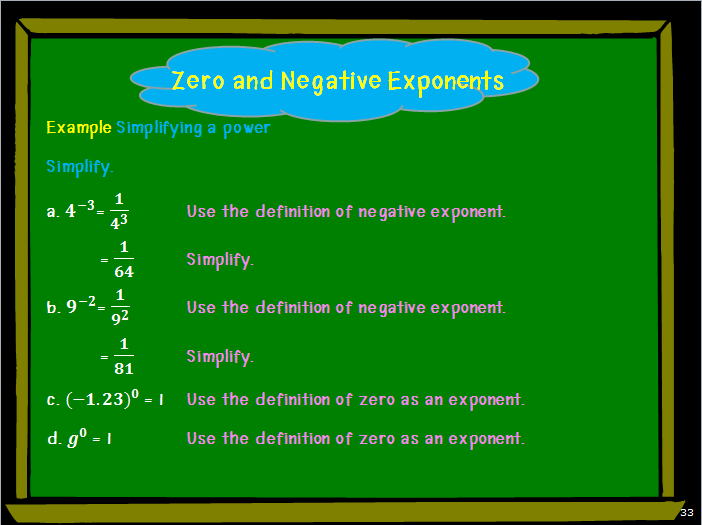 Zero and Negative Exponents
Example Simplifying a power
Simplify.
a. 4⁻³= 1/4³ Use the definition of negative exponent.
= 1/64 Simplify.
b. 9⁻²= 1/9² Use the definition of negative exponent.
= 1/81 Simplify.
c. (−1.23)⁰ = 1 Use the definition of zero as an exponent.
d. g⁰ = 1 Use the definition of zero as an exponent.
33